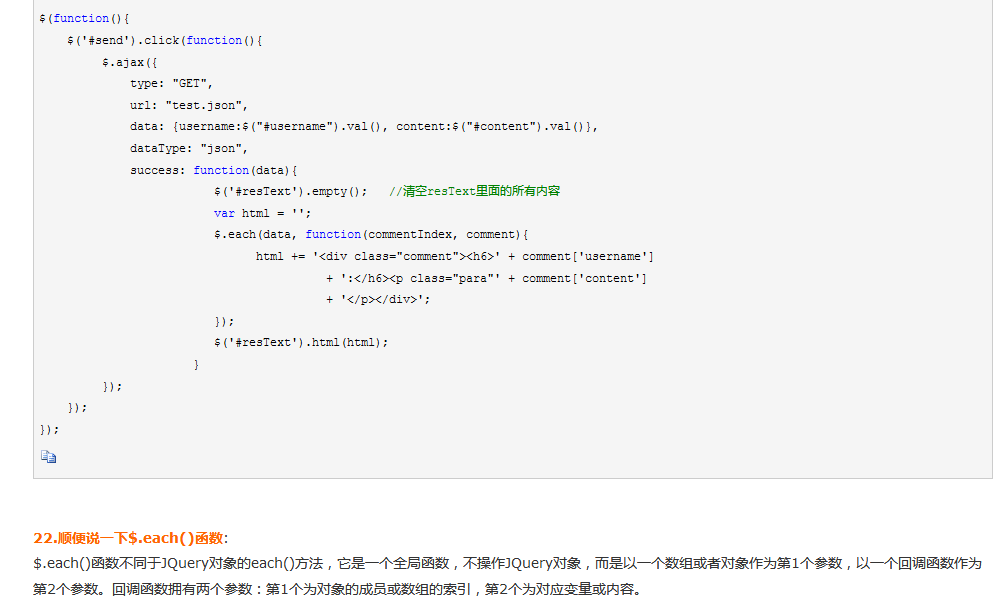 $(function(){
    $('#send').click(function(){
         $.ajax({
             type: "GET",
             url: "test.json",
             data: {username:$("#username").val(), content:$("#content").val()},
             dataType: "json",
             success: function(data){
                         $('#resText').empty();   //清空resText里面的所有内容
                         var html = '';
                         $.each(data, function(commentIndex, comment){
                               html += '<div class="comment"><h6>' + comment['username']
                                         + ':</h6><p class="para"' + comment['content']
                                         + '</p></div>';
                         });
                         $('#resText').html(html);
                      }
         });
    });
});
22.顺便说一下$.each()函数:
$.each()函数不同于JQuery对象的each()方法，它是一个全局函数，不操作JQuery对象，而是以一个数组或者对象作为第1个参数，以一个回调函数作为
第2个参数。回调函数拥有两个参数：第1个为对象的成员或数组的索引，第2个为对应变量或内容。